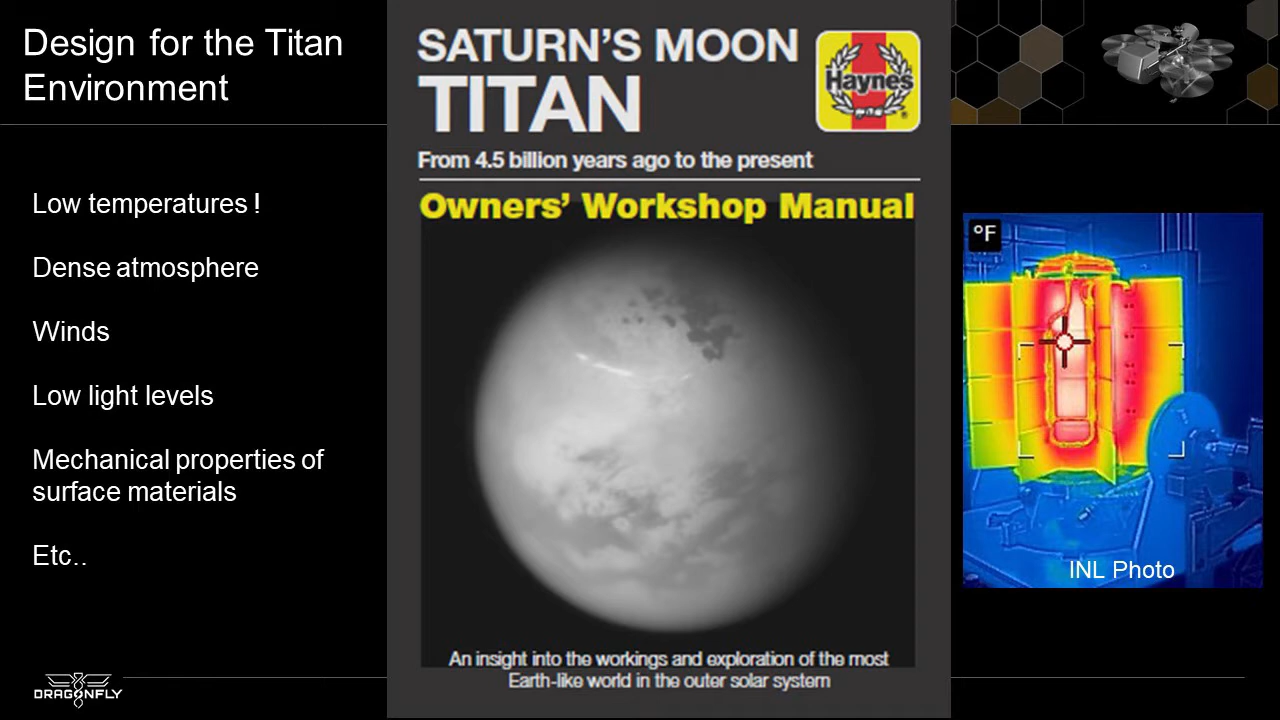 Design for the Titan
Environment
Low temperatures !
Dense atmosphere
Winds
Low light levels
Mechanical properties of
surface materials
Etc..
DRAGONFLY
SATURN'S MOON
TITAN
Haynes
®
From 4.5 billion years ago to the present
Owners' Workshop Manual
An insight into the workings and exploration of the most
Earth-like world in the outer solar system
°F
INL Photo